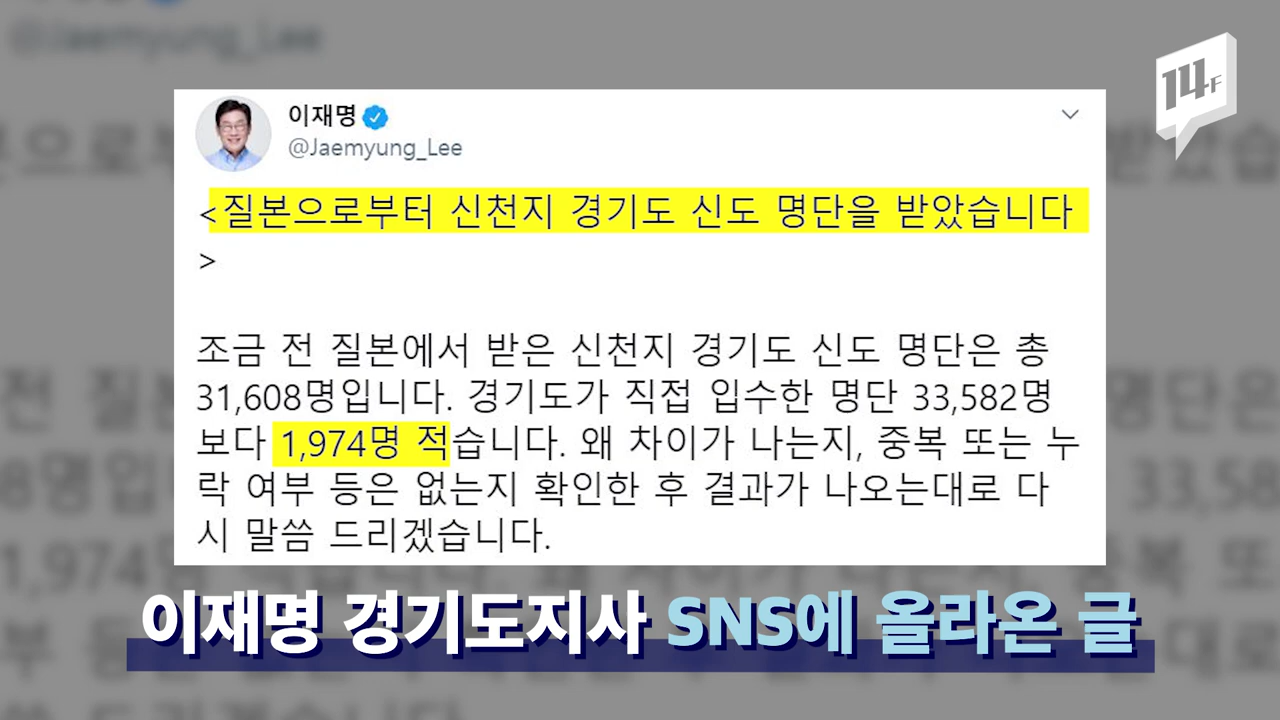 14F
이재명
@Jaemyung_Lee
<질본으로부터 신천지 경기도 신도 명단을 받았습니다
>
조금 전 질본에서 받은 신천지 경기도 신도 명단은 총
31,608명입니다. 경기도가 직접 입수한 명단 33,582명
보다 1,974명 적습니다. 왜 차이가 나는지, 중복 또는 누
락 여부 등은 없는지 확인한 후 결과가 나오는대로 다
시 말씀 드리겠습니다.
이재명 경기도지사 SNS에 올라온 글